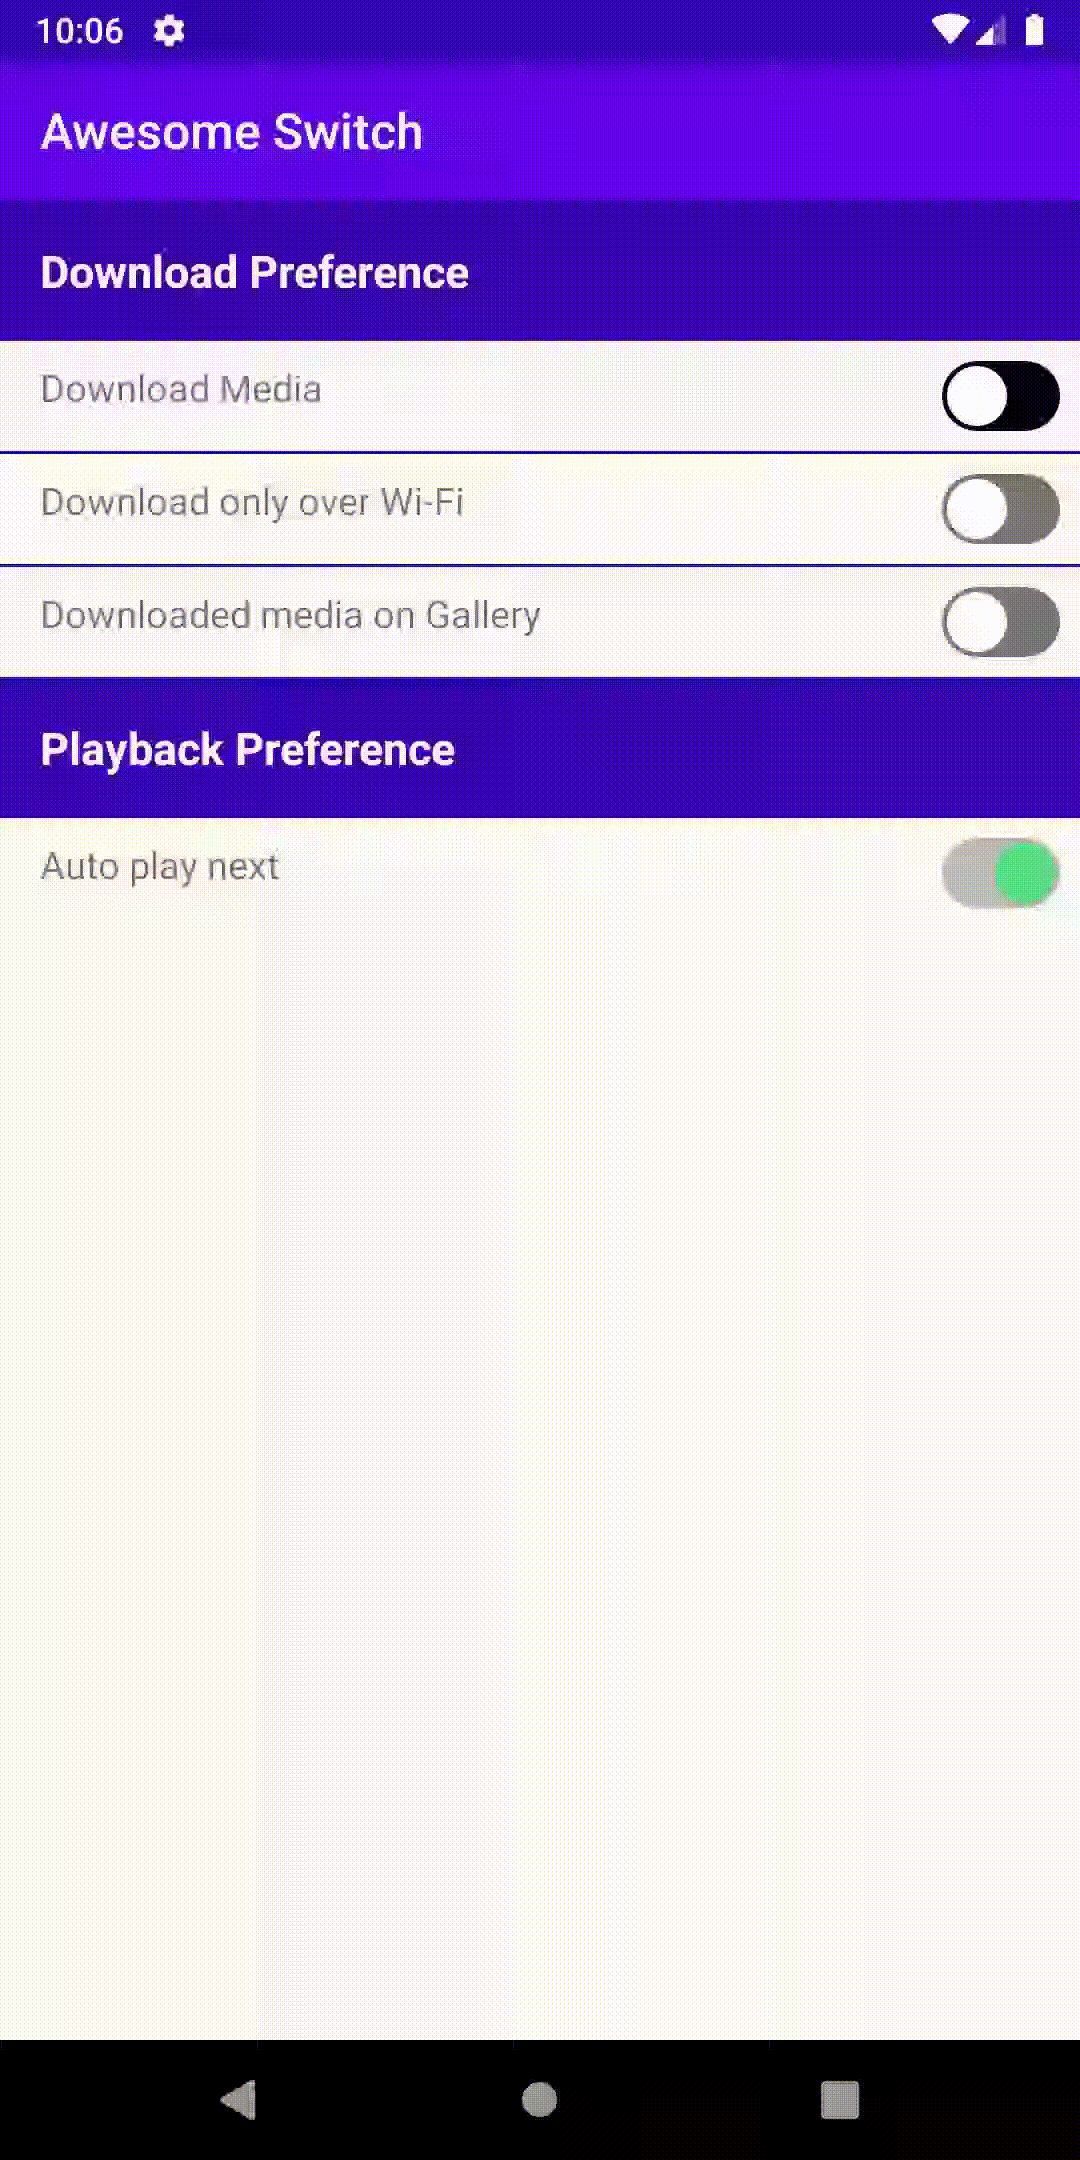 10:06
Awesome Switch
Download Preference
Download Media
Download only over Wi-Fi
Downloaded media on Gallery
Playback Preference
Auto play next